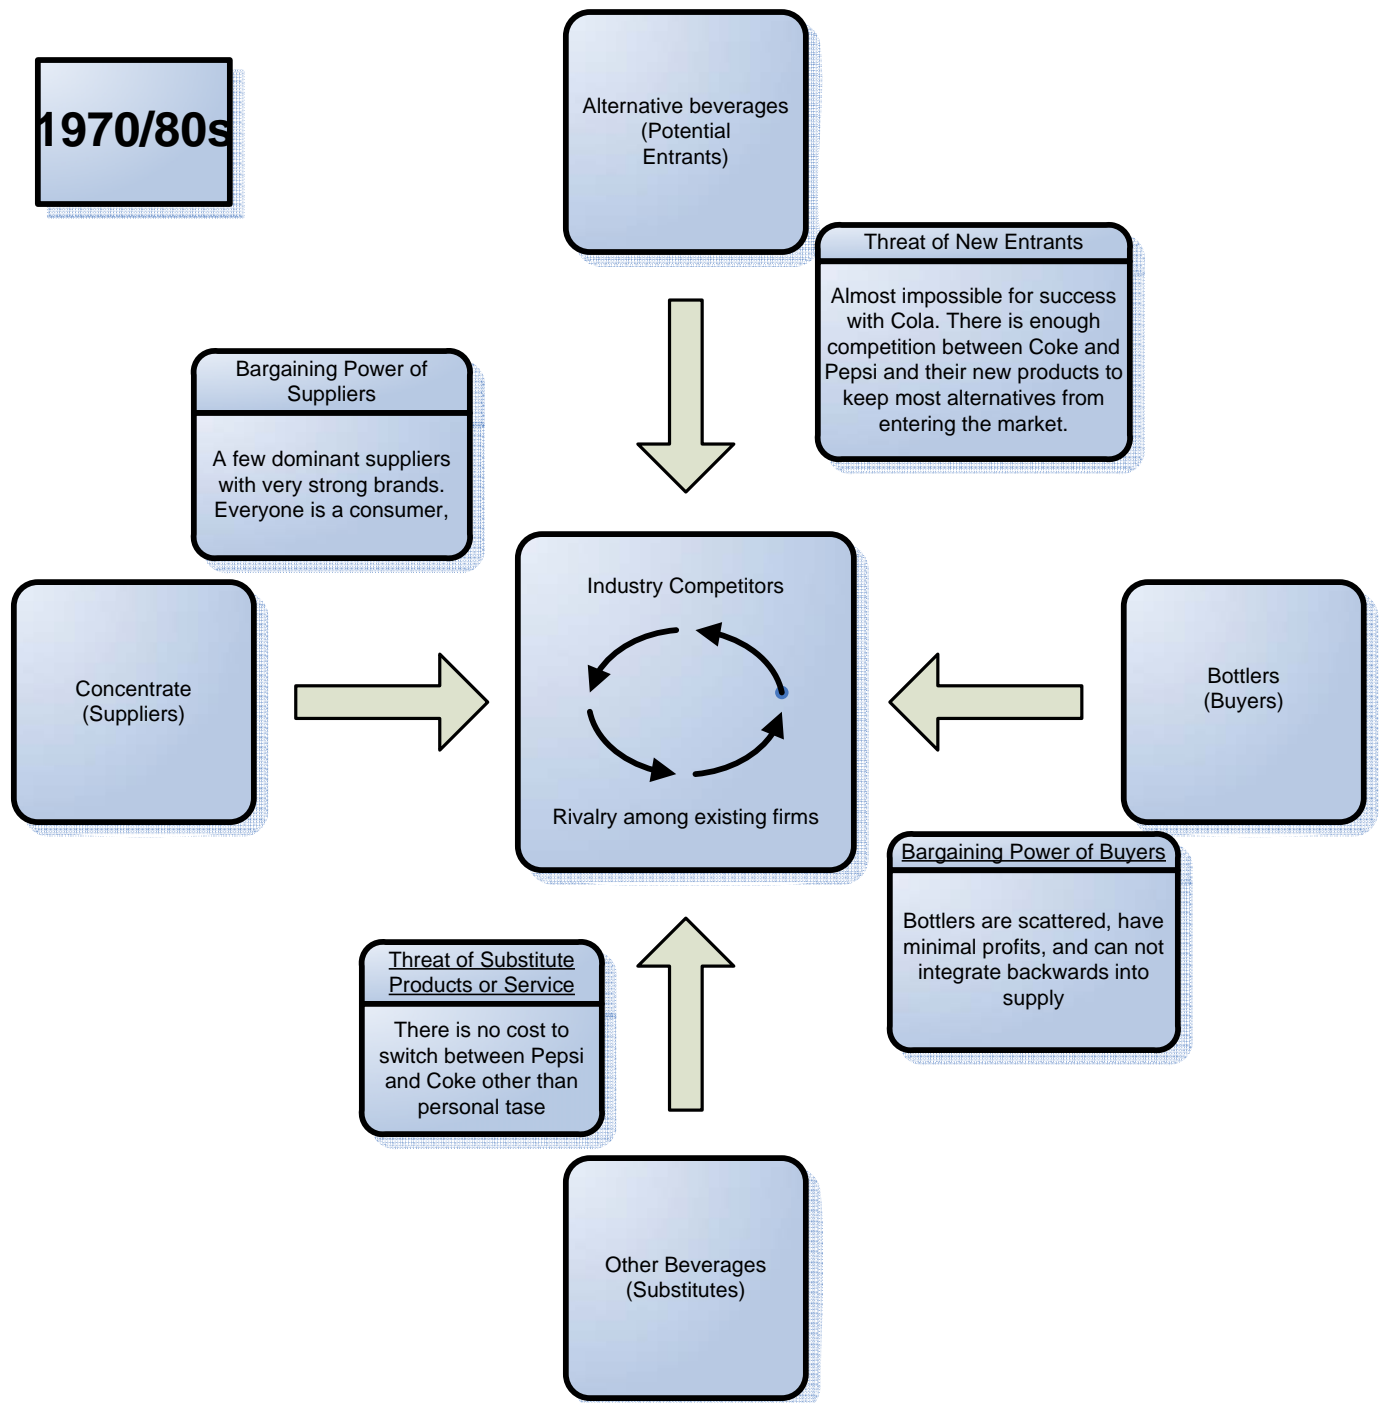 1970/80s
Alternative beverages
(Potential
Entrants)
Threat of New Entrants
Almost impossible for success
with Cola. There is enough
competition between Coke and
Pepsi and their new products to
keep most alternatives from
entering the market.
Bargaining Power of
Suppliers
A few dominant suppliers
with very strong brands.
Everyone is a consumer,
Concentrate
(Suppliers)
Industry Competitors
Rivalry among existing firms
Bottlers
(Buyers)
Bargaining Power of Buyers
Bottlers are scattered, have
minimal profits, and can not
integrate backwards into
supply
Threat of Substitute
Products or Service
There is no cost to
switch between Pepsi
and Coke other than
personal tase
Other Beverages
(Substitutes)